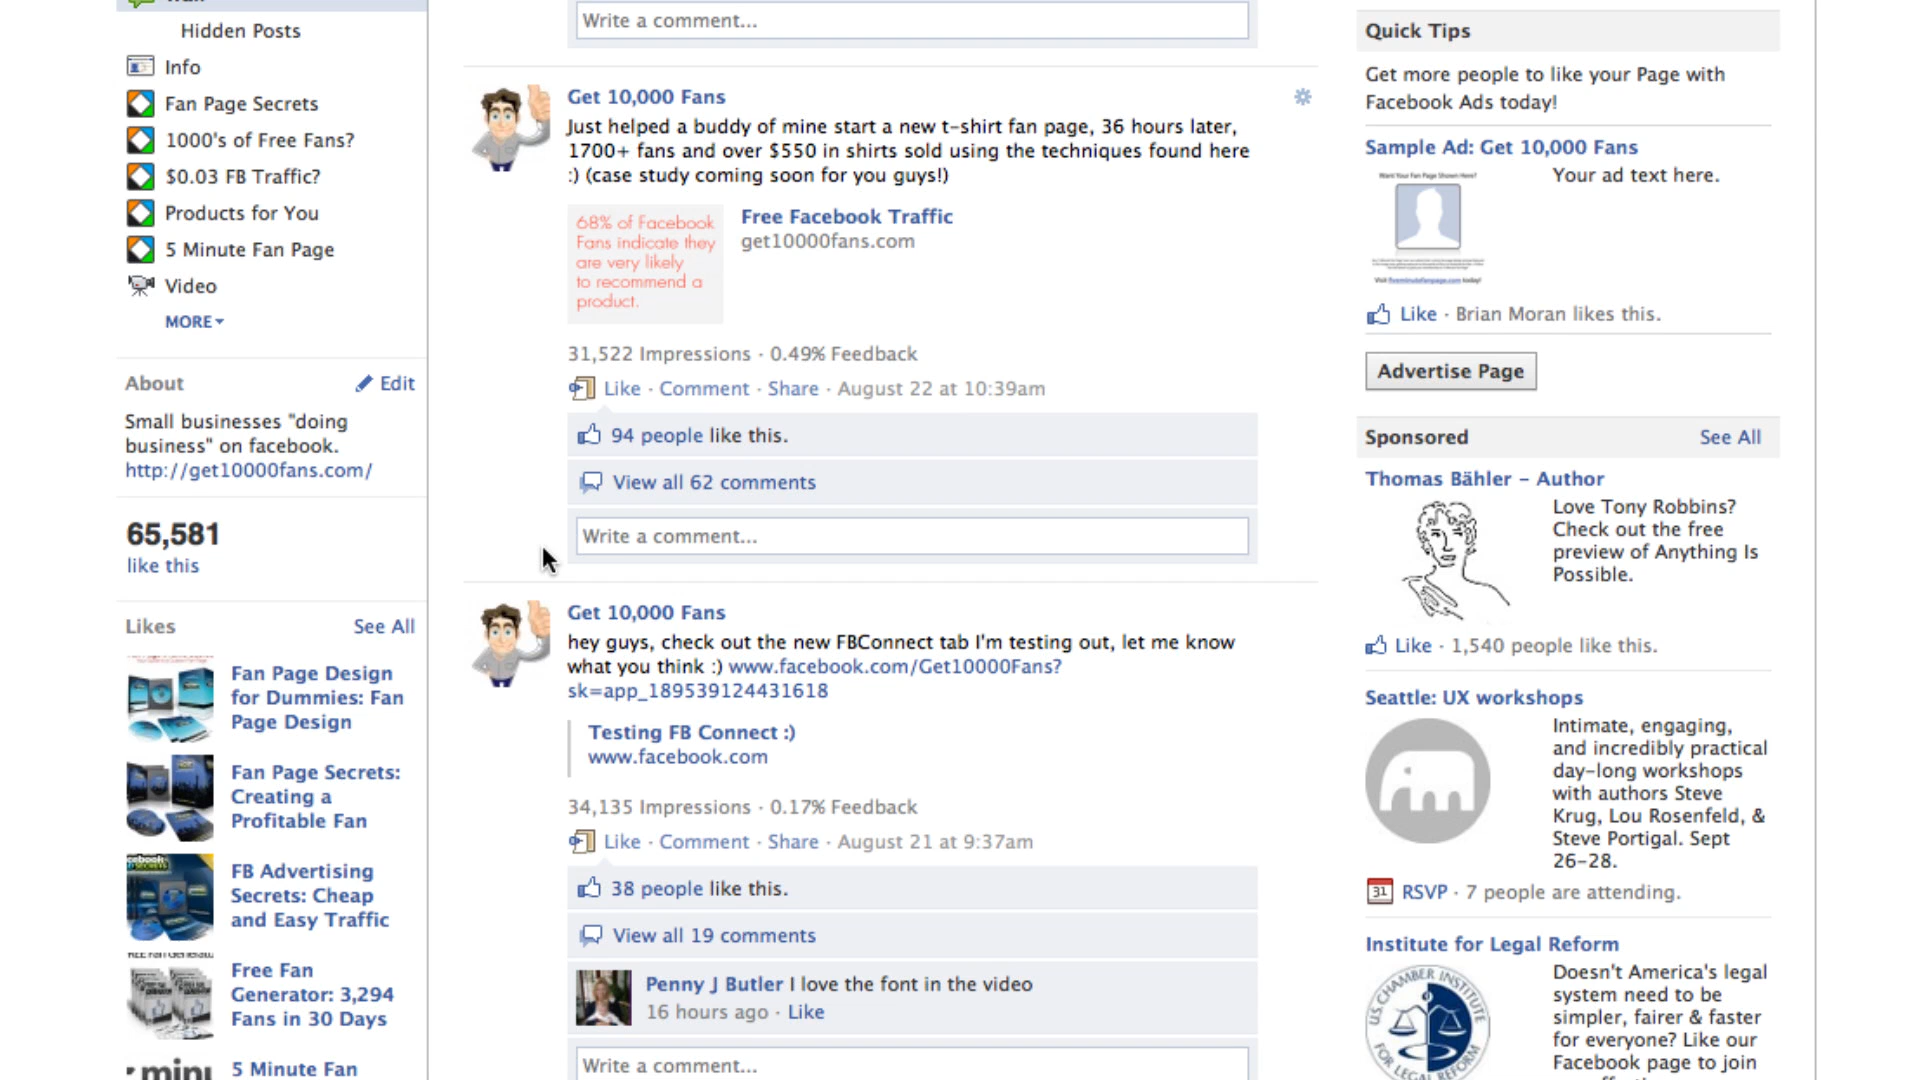 Hidden Posts
Info
Fan Page Secrets
1000's of Free Fans?
$0.03 FB Traffic?
Products for You
5 Minute Fan Page
Video
MORE
About
Edit
Small businesses "doing
business" on facebook.
http://get10000fans.com/
65,581
like this
Likes
See All
Fan Page Design
for Dummies: Fan
Page Design
Fan Page Secrets:
Creating a
Profitable Fan
FB Advertising
Secrets: Cheap
and Easy Traffic
Free Fan
Generator: 3,294
Fans in 30 Days
5 Minute Fan
Write a comment...
Get 10,000 Fans
Just helped a buddy of mine start a new t-shirt fan page, 36 hours later,
1700+ fans and over $550 in shirts sold using the techniques found here
:) (case study coming soon for you guys!)
68% of Facebook
Fans indicate they
are very likely
to recommend a
product.
Free Facebook Traffic
get10000fans.com
31,522 Impressions · 0.49% Feedback
Like · Comment · Share · August 22 at 10:39am
94 people like this.
View all 62 comments
Write a comment...
Get 10,000 Fans
hey guys, check out the new FBConnect tab I'm testing out, let me know
what you think :) www.facebook.com/Get10000Fans?
sk=app_189539124431618
Testing FB Connect :)
www.facebook.com
34,135 Impressions · 0.17% Feedback
Like · Comment · Share · August 21 at 9:37am
38 people like this.
View all 19 comments
Penny J Butler I love the font in the video
16 hours ago · Like
Write a comment...
Quick Tips
Get more people to like your Page with
Facebook Ads today!
Sample Ad: Get 10,000 Fans
Want Your Fan Page Shown Here?
Your ad text here.
Like · Brian Moran likes this.
Advertise Page
Sponsored
See All
Thomas Bähler – Author
Love Tony Robbins?
Check out the free
preview of Anything Is
Possible.
Like · 1,540 people like this.
Seattle: UX workshops
Intimate, engaging,
and incredibly practical
day-long workshops
with authors Steve
Krug, Lou Rosenfeld, &
Steve Portigal. Sept
26-28.
31
RSVP · 7 people are attending.
Institute for Legal Reform
U.S. CHAMBER INSTITUTE
FOR LEGAL REFORM
Doesn't America's legal
system need to be
simpler, fairer & faster
for everyone? Like our
Facebook page to join